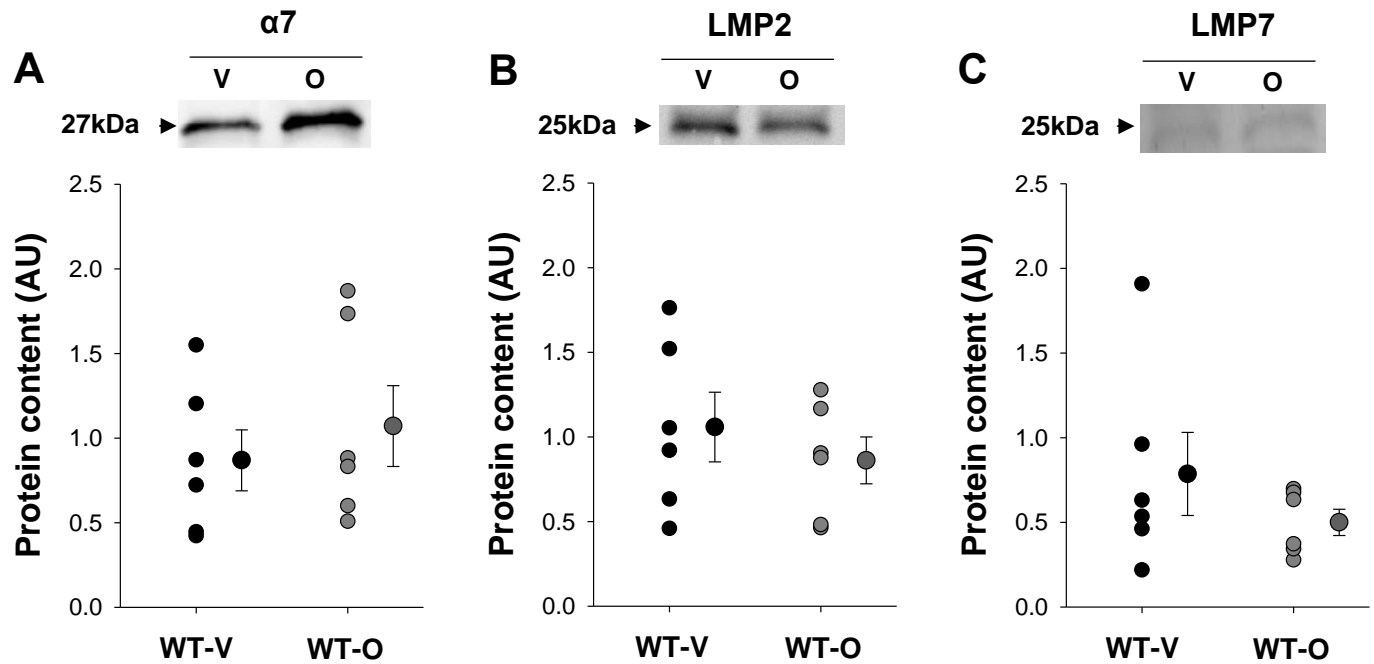 A
α7
V O
27kDa
Protein content (AU)
2.5
2.0
1.5
1.0
0.5
0.0
WT-V WT-O
B
LMP2
V O
25kDa
Protein content (AU)
2.5
2.0
1.5
1.0
0.5
0.0
WT-V WT-O
C
LMP7
V O
25kDa
Protein content (AU)
2.5
2.0
1.5
1.0
0.5
0.0
WT-V WT-O